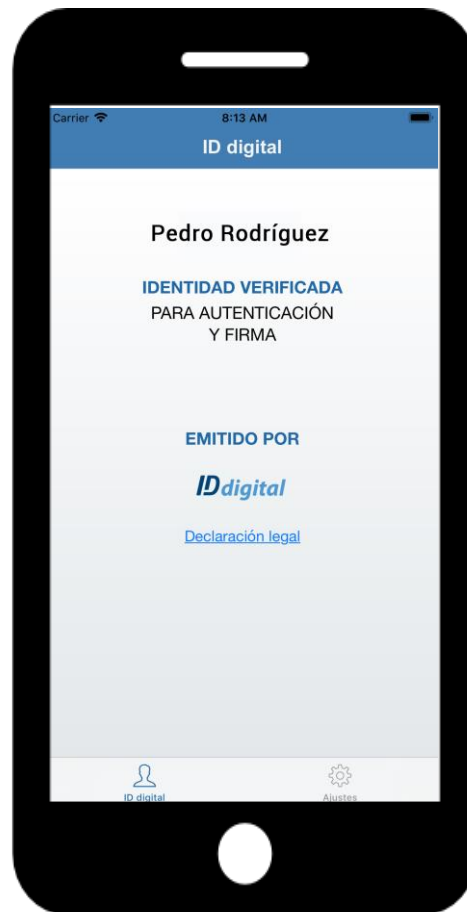 Carrier
8:13 AM
ID digital
Pedro Rodríguez
IDENTIDAD VERIFICADA
PARA AUTENTICACIÓN
Y FIRMA
EMITIDO POR
IDdigital
Declaración legal
ID digital
Ajustes